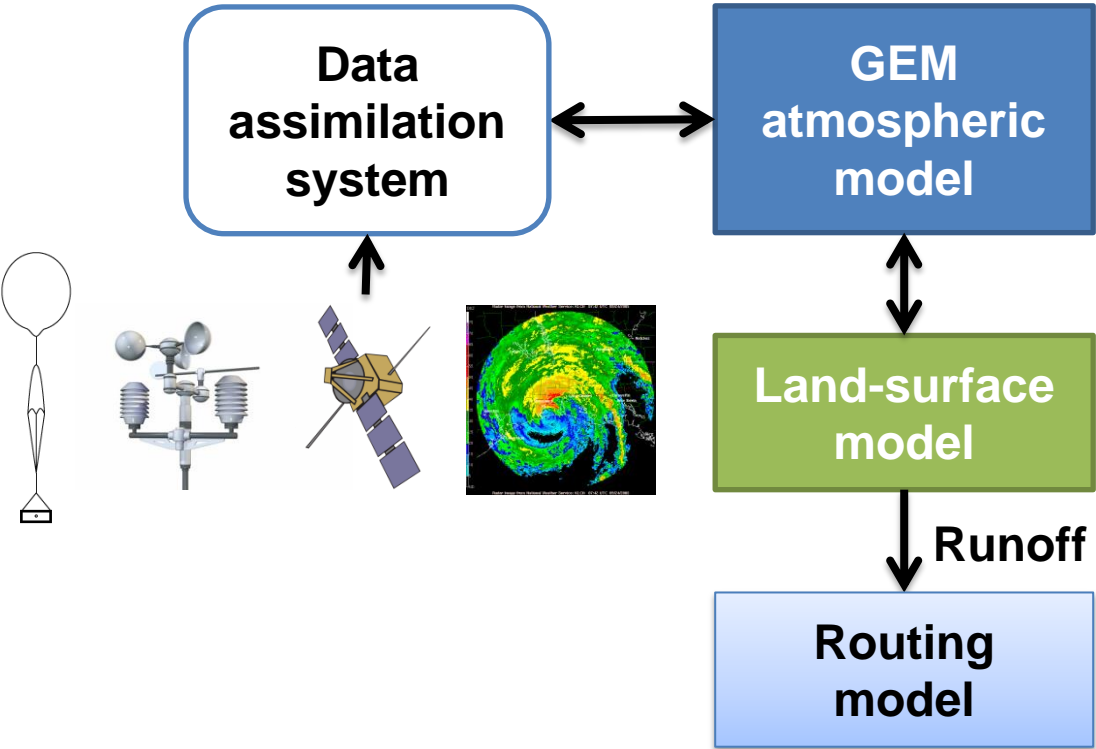 Data
assimilation
system
GEM
atmospheric
model
Land-surface
model
Runoff
Routing
model